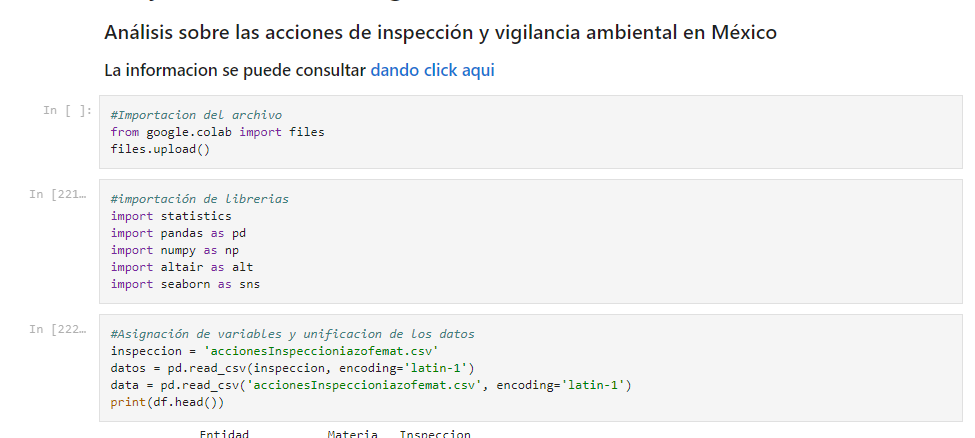 Análisis sobre las acciones de inspección y vigilancia ambiental en México
La informacion se puede consultar dando click aqui
In [ ]:
#Importacion del archivo
from google.colab import files
files.upload()
In [221…
#importación de librerias
import statistics
import pandas as pd
import numpy as np
import altair as alt
import seaborn as sns
In [222…
#Asignación de variables y unificacion de los datos
inspeccion = 'accionesInspeccioniazofemat.csv'
datos = pd.read_csv(inspeccion, encoding='latin-1')
data = pd.read_csv('accionesInspeccioniazofemat.csv', encoding='latin-1')
print(df.head())
Entidad Materia Inspeccion